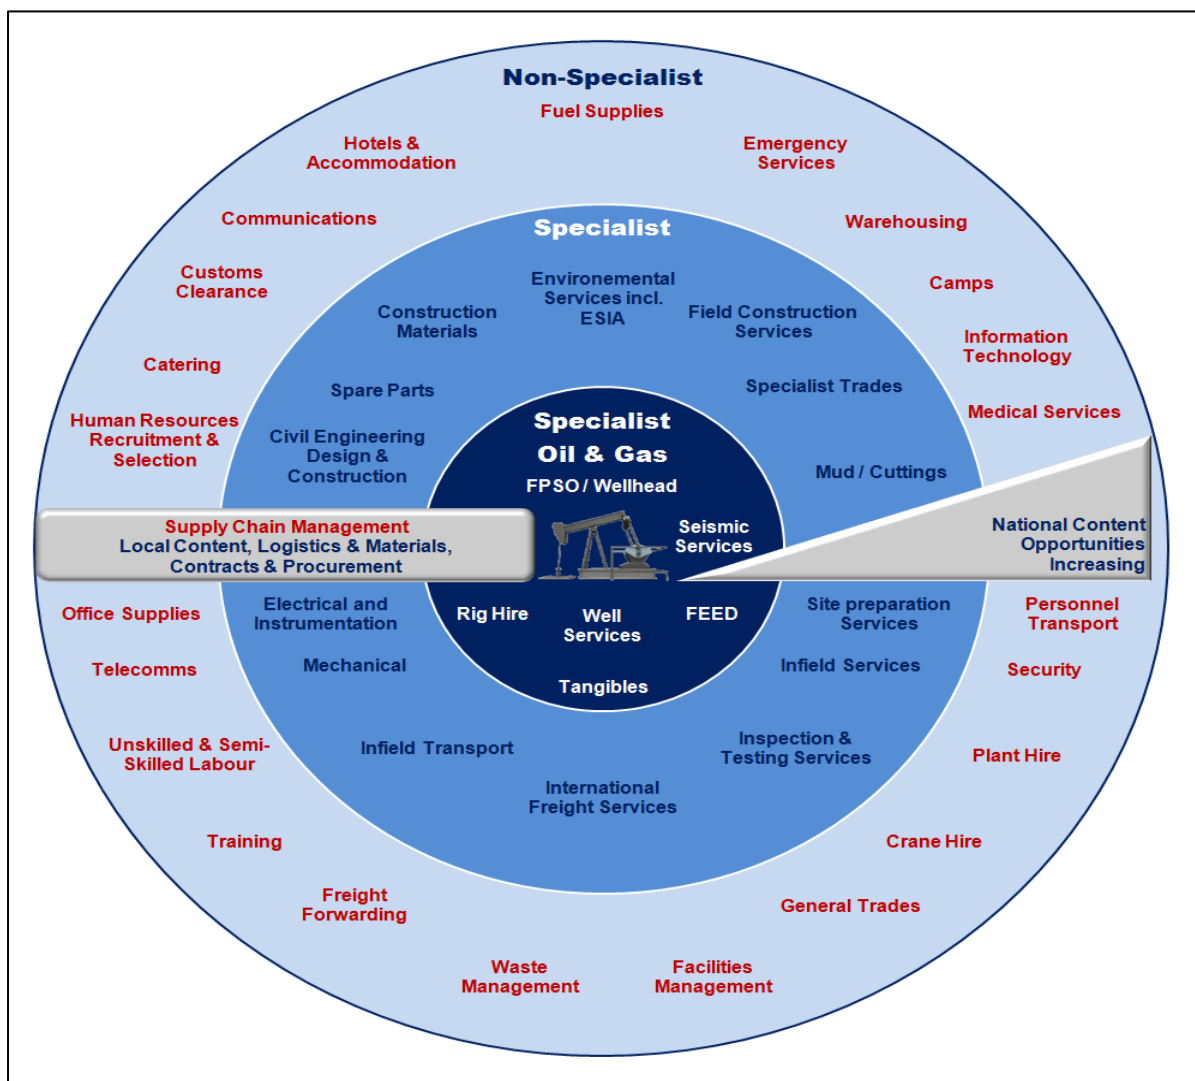 Non-Specialist
Fuel Supplies
Hotels &
Accommodation
Emergency
Services
Communications
Warehousing
Customs
Clearance
Camps
Catering
Information
Technology
Human Resources
Recruitment &
Selection
Medical Services
Specialist
Environemental
Services incl.
ESIA
Construction
Materials
Field Construction
Services
Spare Parts
Specialist Trades
Civil Engineering
Design &
Construction
Mud / Cuttings
Specialist
Oil & Gas
FPSO / Wellhead
Seismic
Services
Supply Chain Management
Local Content, Logistics & Materials,
Contracts & Procurement
National Content
Opportunities
Increasing
Rig Hire
Well
Services
FEED
Tangibles
Electrical and
Instrumentation
Site preparation
Services
Mechanical
Infield Services
Infield Transport
Inspection &
Testing Services
International
Freight Services
Office Supplies
Personnel
Transport
Telecomms
Security
Unskilled & Semi-
Skilled Labour
Plant Hire
Training
Crane Hire
Freight
Forwarding
General Trades
Waste
Management
Facilities
Management